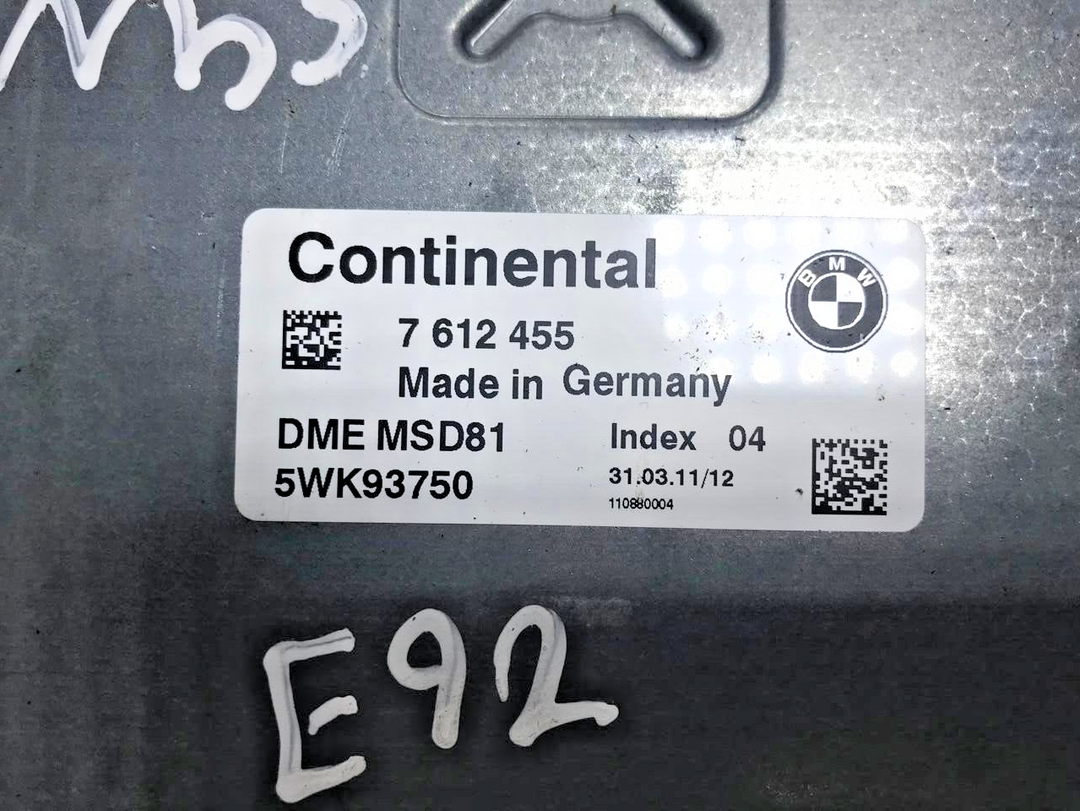 Continental
BMW
7 612 455
Made in Germany
DME MSD81
Index 04
5WK93750
31.03.11/12
110880004
E92